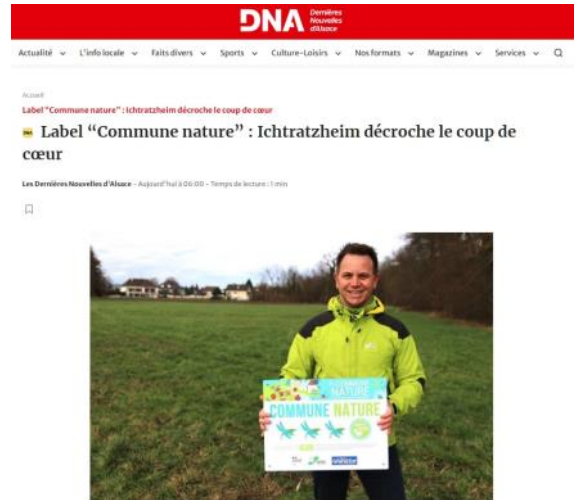 DNA Dernières
Nouvelles
d'Alsace
Actualité L'info locale Faits divers Sports Culture-Loisirs Nos formats Magazines Services
Accueil
Label "Commune nature" : Ichtratzheim décroche le coup de cœur
DNA Label “Commune nature” : Ichtratzheim décroche le coup de
cœur
Les Dernières Nouvelles d'Alsace - Aujourd'hui à 06:00 - Temps de lecture : 1 min
NATURE
COMMUNE NATURE